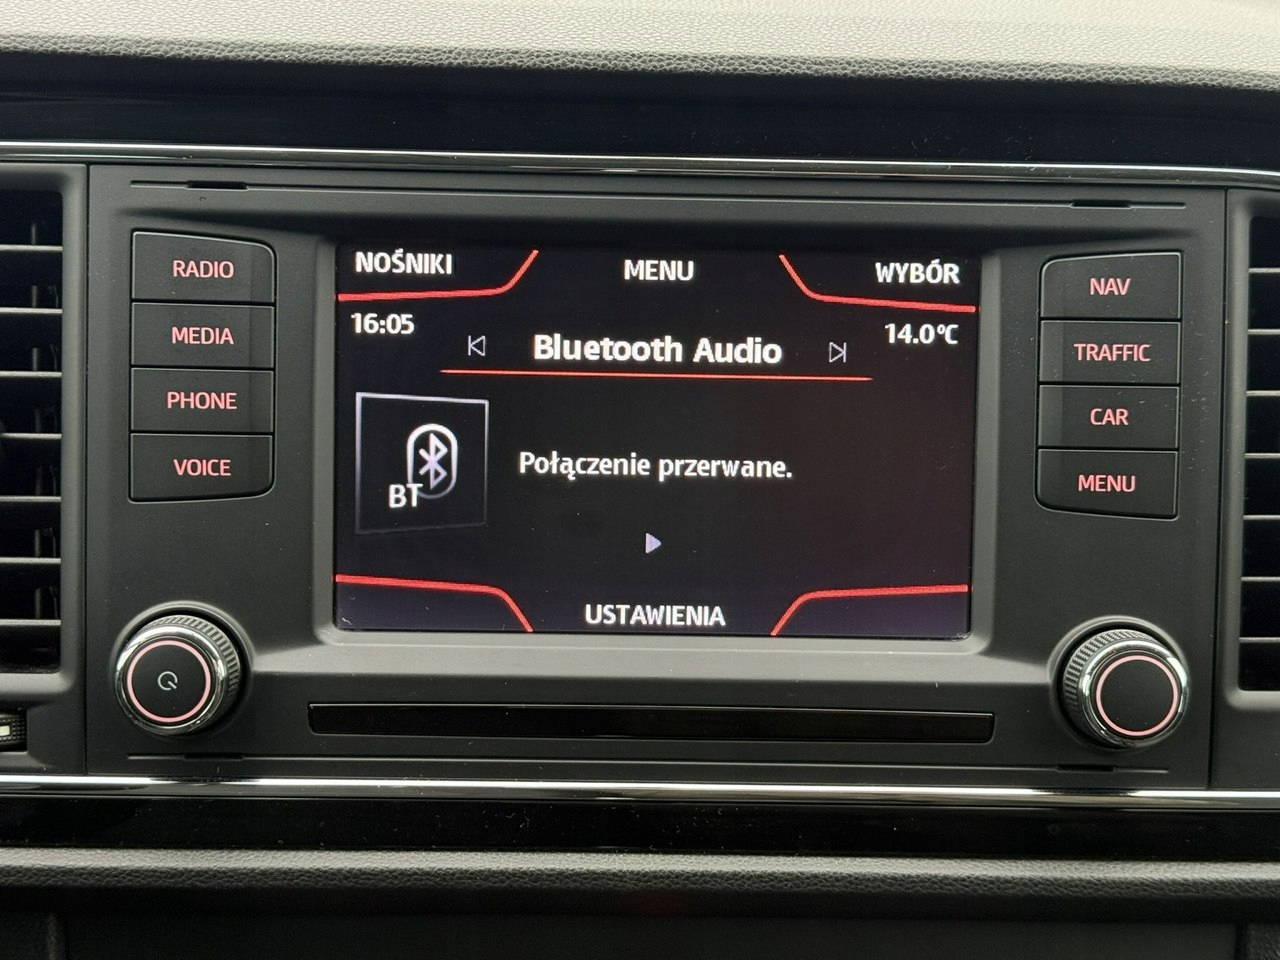 RADIO
MEDIA
PHONE
VOICE
NOŚNIKI
MENU
WYBÓR
16:05
14.0°C
Bluetooth Audio
BT
Połączenie przerwane.
USTAWIENIA
NAV
TRAFFIC
CAR
MENU